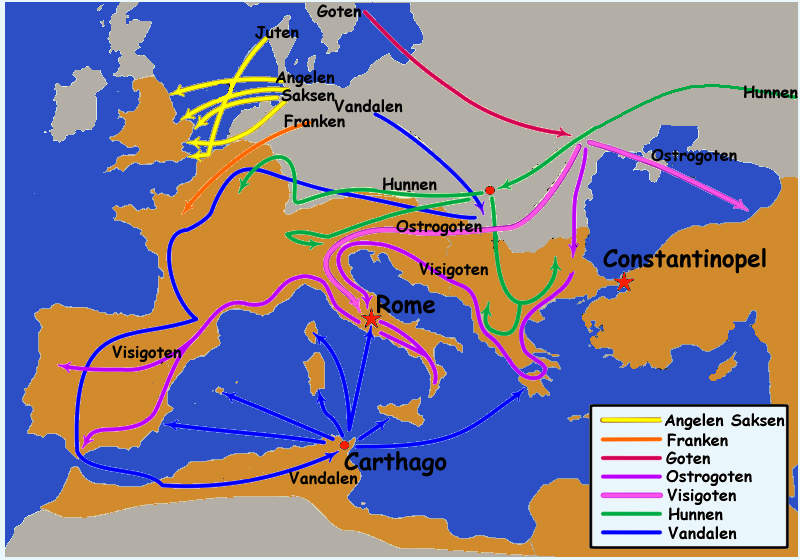 Goten
Juten
Angelen
Saksen
Vandalen
Franken
Hunnen
Ostrogoten
Hunnen
Ostrogoten
Constantinopel
Visigoten
Rome
Visigoten
Carthago
Vandalen
Angelen Saksen
Franken
Goten
Ostrogoten
Visigoten
Hunnen
Vandalen